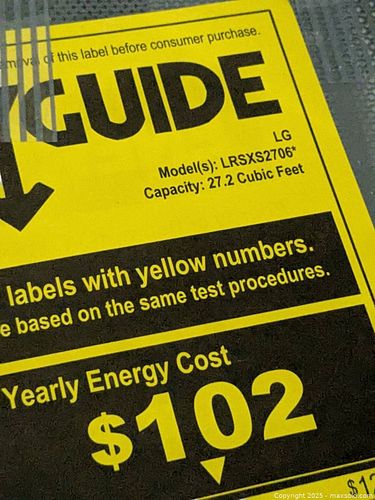 of this label before consumer purchase.
GUIDE
LG
Model(s): LRSXS2706*
Capacity: 27.2 Cubic Feet
labels with yellow numbers.
e based on the same test procedures.
Yearly Energy Cost
$102
Copyright 2025 - maxsold.com